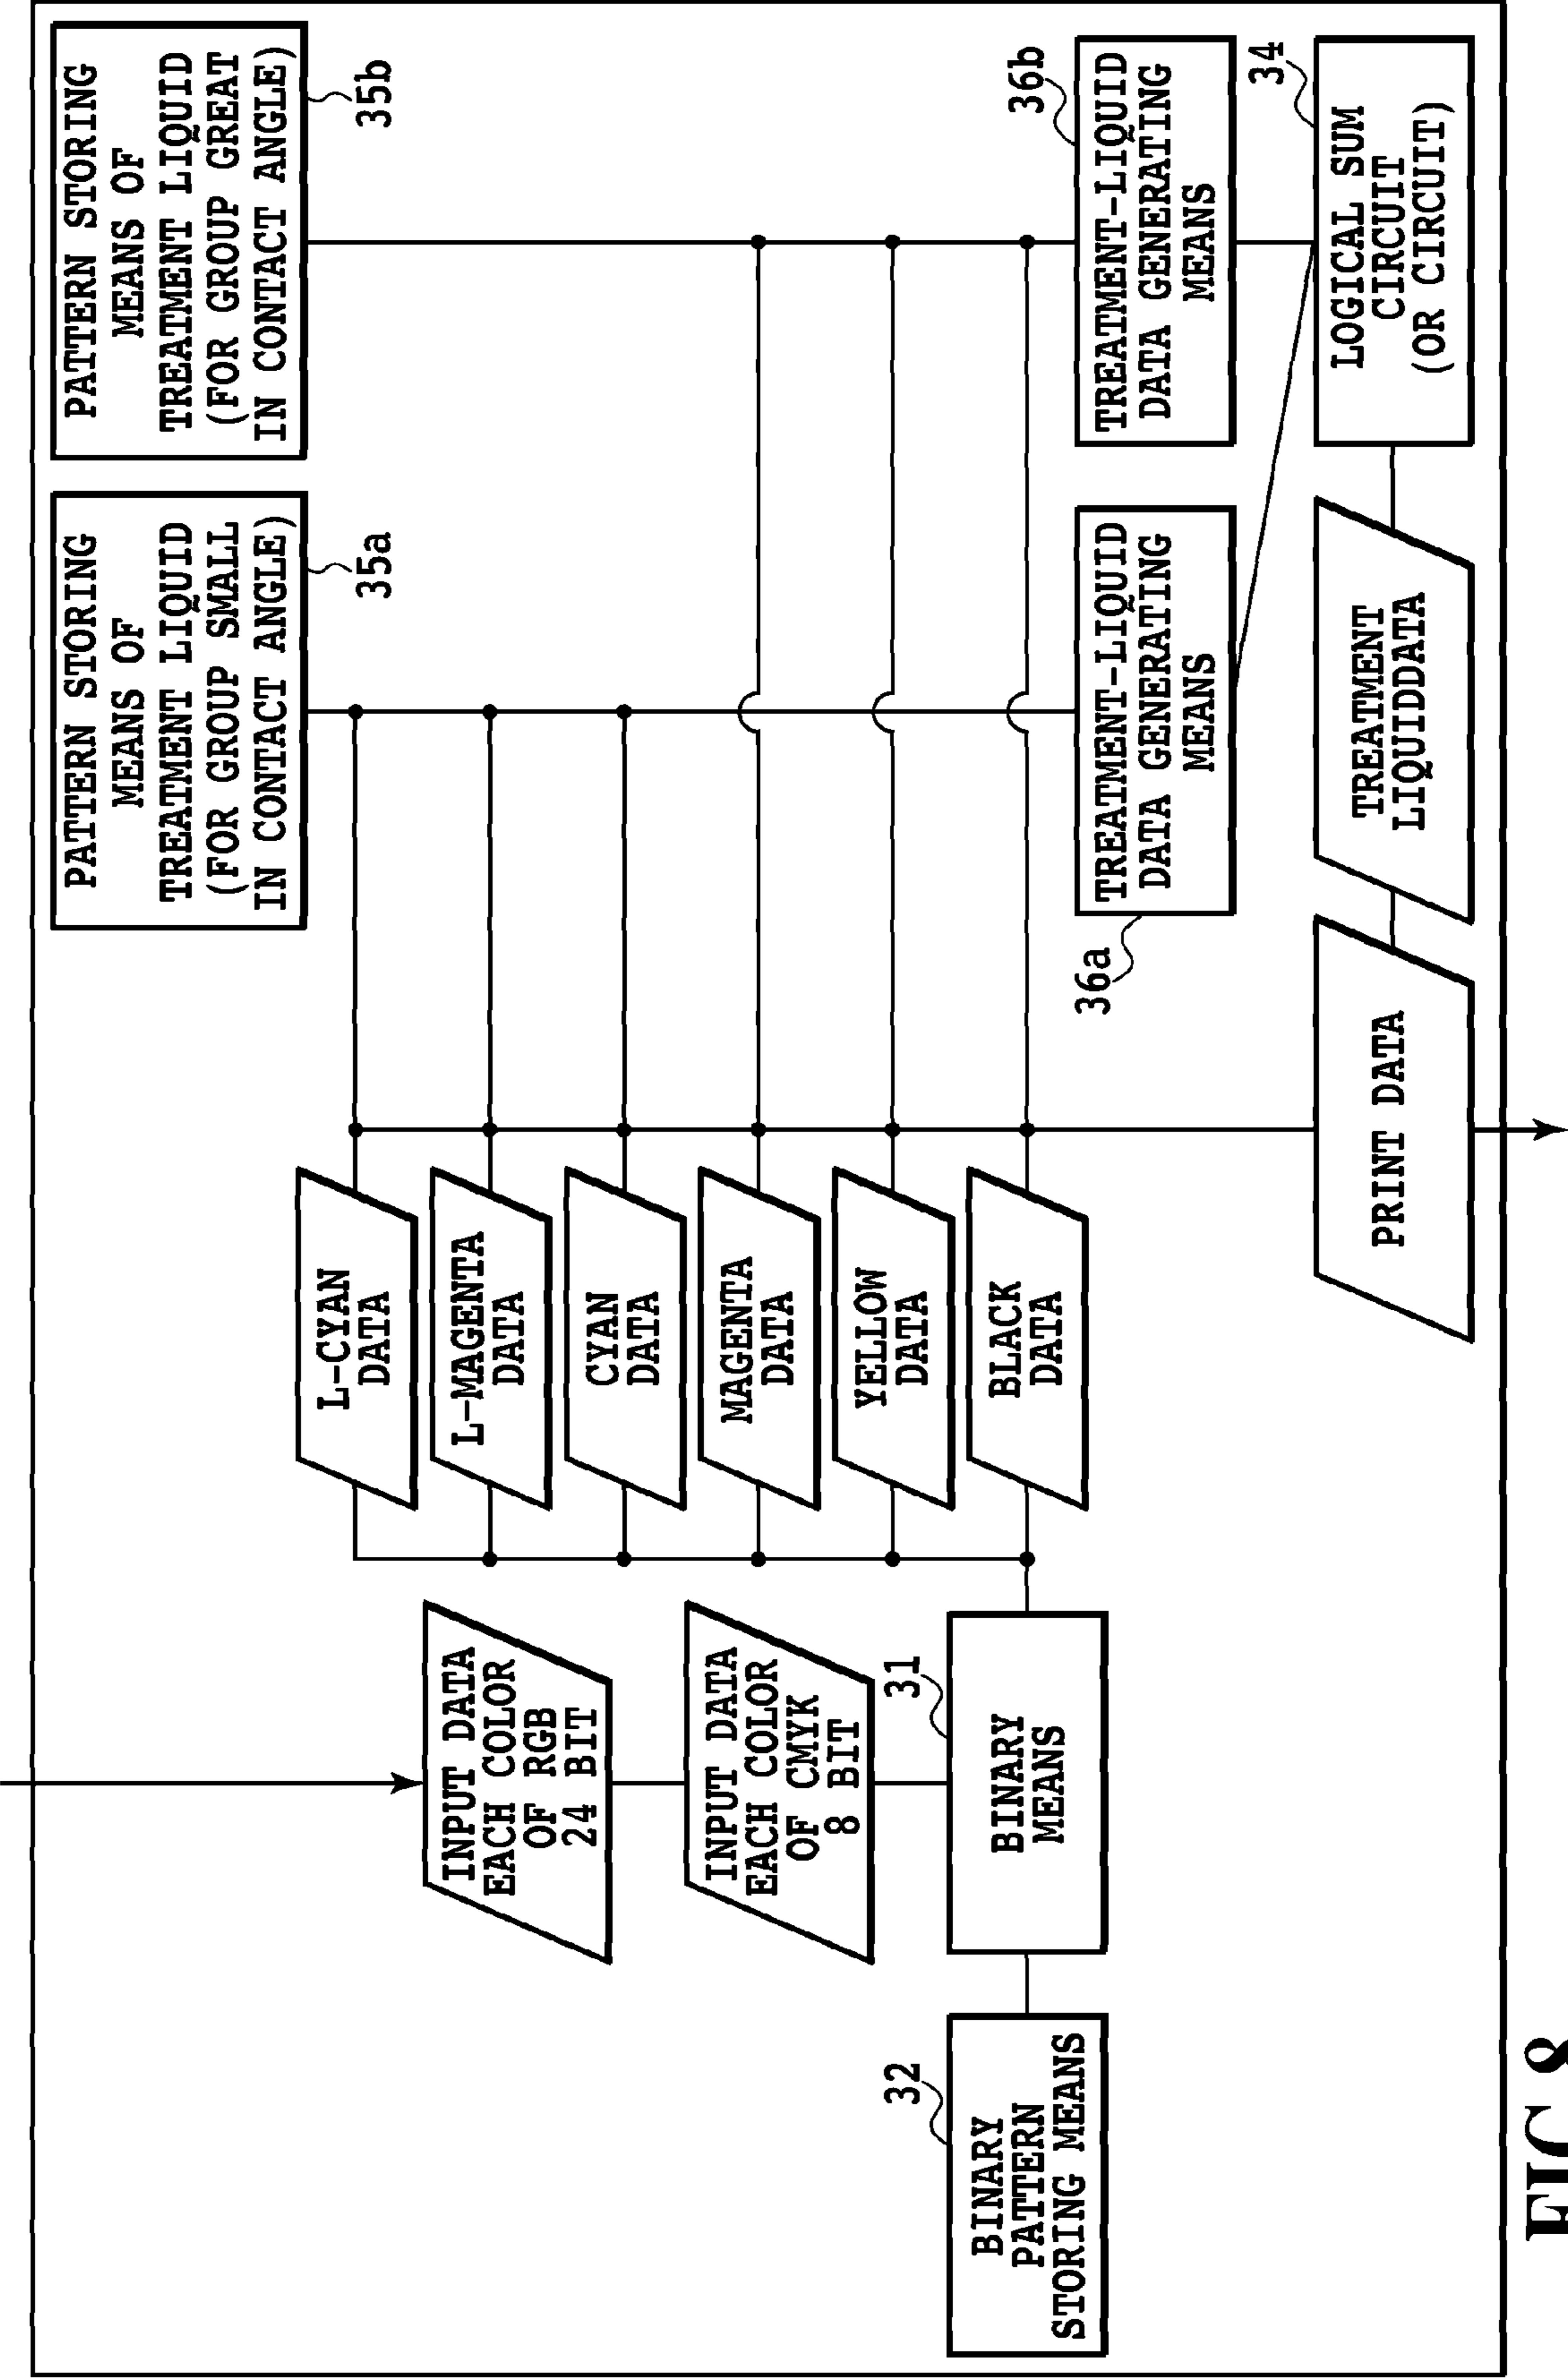 INPUT DATA
EACH COLOR
OF RGB
24 BIT
INPUT DATA
EACH COLOR
OF CMYK
8 BIT
32
BINARY
PATTERN
STORING MEANS
31
BINARY
MEANS
L-CYAN
DATA
L-MAGENTA
DATA
CYAN
DATA
MAGENTA
DATA
YELLOW
DATA
BLACK
DATA
PATTERN STORING
MEANS OF
TREATMENT LIQUID
(FOR GROUP SMALL
IN CONTACT ANGLE)
35a
PATTERN STORING
MEANS OF
TREATMENT LIQUID
(FOR GROUP GREAT
IN CONTACT ANGLE)
35b
36a
TREATMENT-LIQUID
DATA GENERATING
MEANS
36b
TREATMENT-LIQUID
DATA GENERATING
MEANS
PRINT DATA
TREATMENT
LIQUIDDATA
34
LOGICAL SUM
CIRCUIT
(OR CIRCUIT)
FIG.8